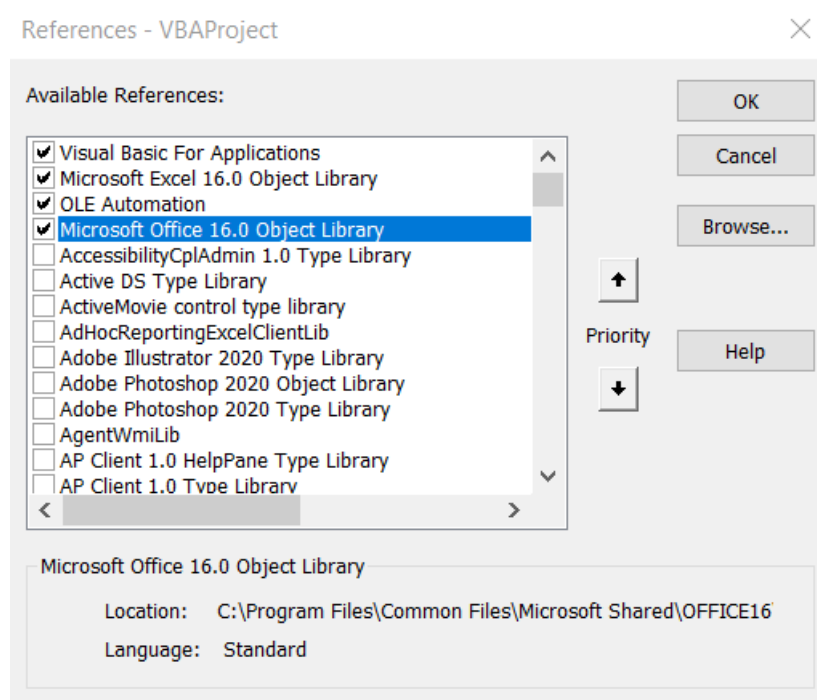 References - VBAProject
Available References:
OK
Cancel
Browse...
Priority
Help
Visual Basic For Applications
Microsoft Excel 16.0 Object Library
OLE Automation
Microsoft Office 16.0 Object Library
AccessibilityCplAdmin 1.0 Type Library
Active DS Type Library
ActiveMovie control type library
AdHocReportingExcelClientLib
Adobe Illustrator 2020 Type Library
Adobe Photoshop 2020 Object Library
Adobe Photoshop 2020 Type Library
AgentWmiLib
AP Client 1.0 HelpPane Type Library
AP Client 1.0 Type Library
Microsoft Office 16.0 Object Library
Location: C:\Program Files\Common Files\Microsoft Shared\OFFICE16
Language: Standard